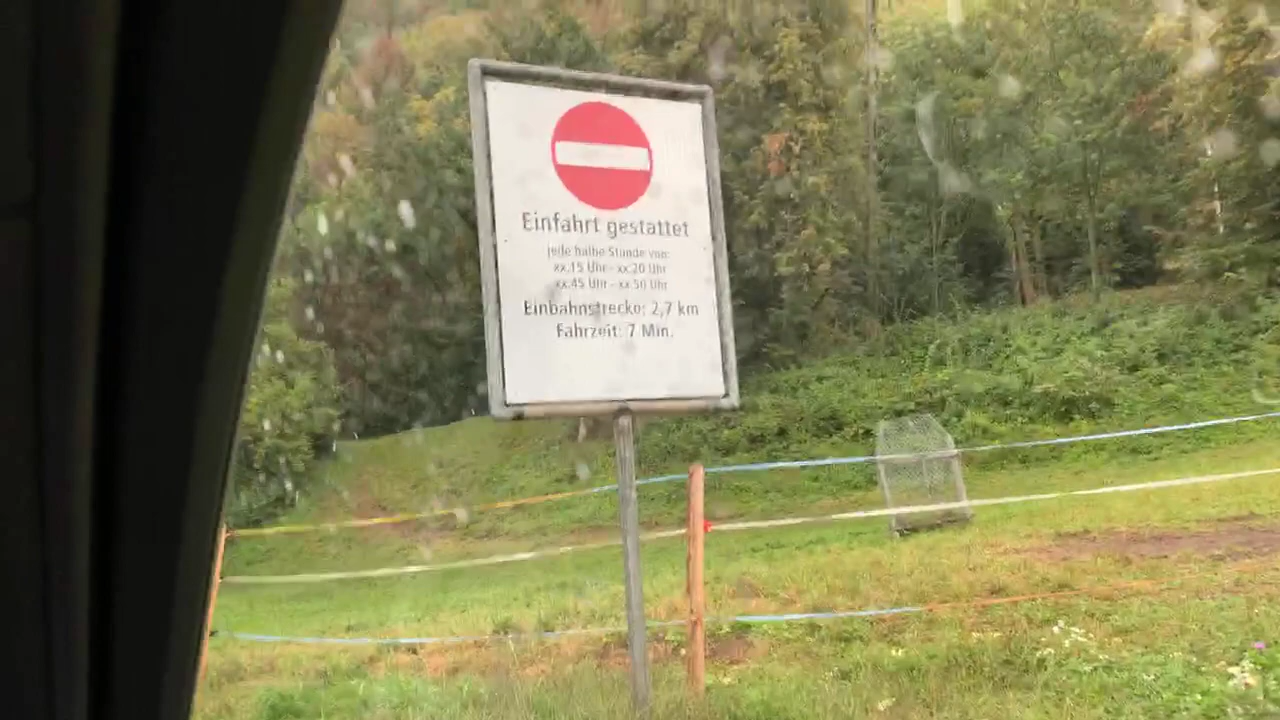 Einfahrt gestattet
jede halbe Stunde von:
xx.15 Uhr - xx.20 Uhr
xx.45 Uhr - xx.50 Uhr
Einbahnstrecke: 2,7 km
Fahrzeit: 7 Min.